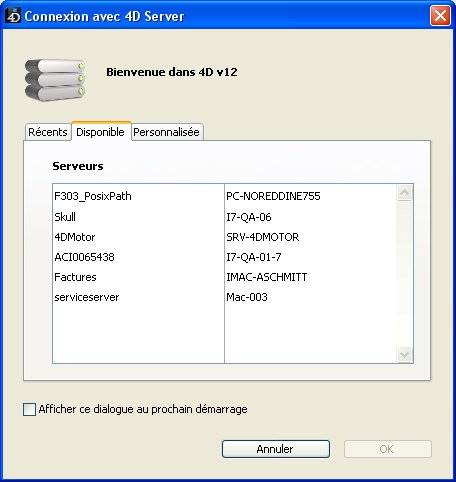 4D Connexion avec 4D Server
Bienvenue dans 4D v12
Récents Disponible Personnalisée
Serveurs
F303_PosixPath PC-NOREDDINE755
Skull I7-QA-06
4DMotor SRV-4DMOTOR
ACI0065438 I7-QA-01-7
Factures IMAC-ASCHMITT
serviceserver Mac-003
Afficher ce dialogue au prochain démarrage
Annuler OK